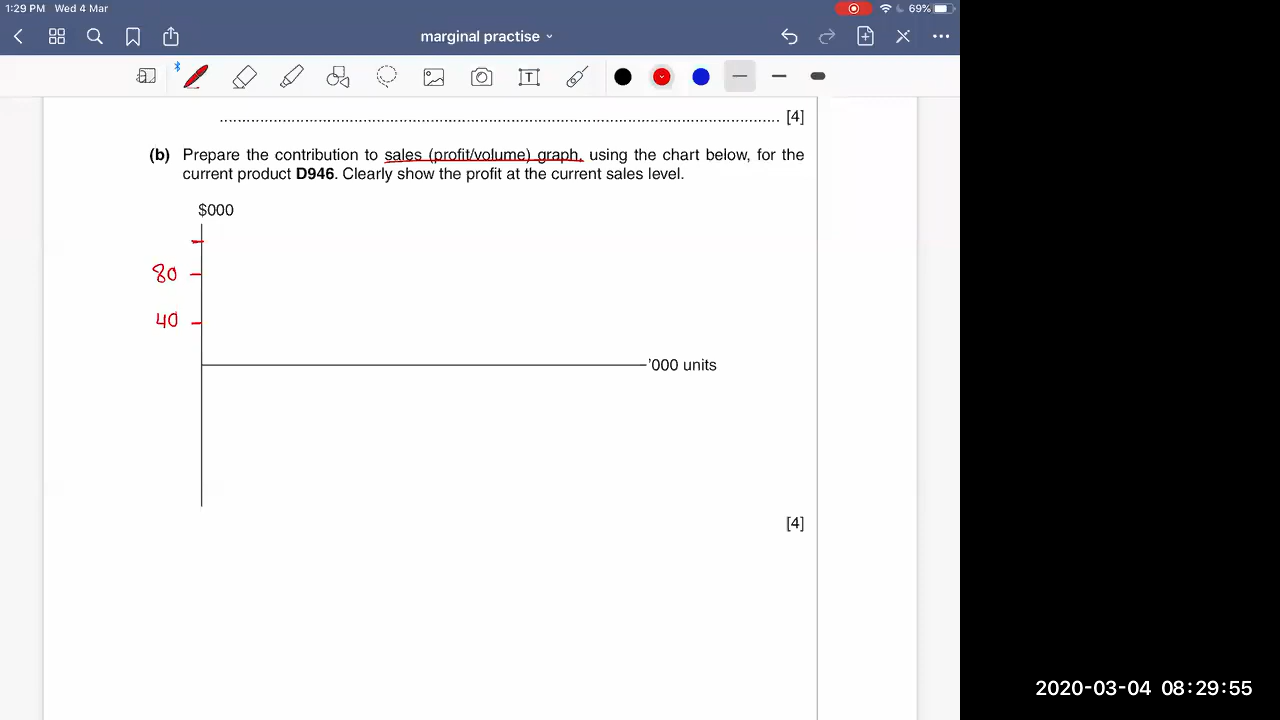 1:29 PM Wed 4 Mar
69%
marginal practise
T
[4]
(b) Prepare the contribution to sales (profit/volume) graph, using the chart below, for the
current product D946. Clearly show the profit at the current sales level.
$000
80
40
'000 units
[4]
2020-03-04 08:29:55